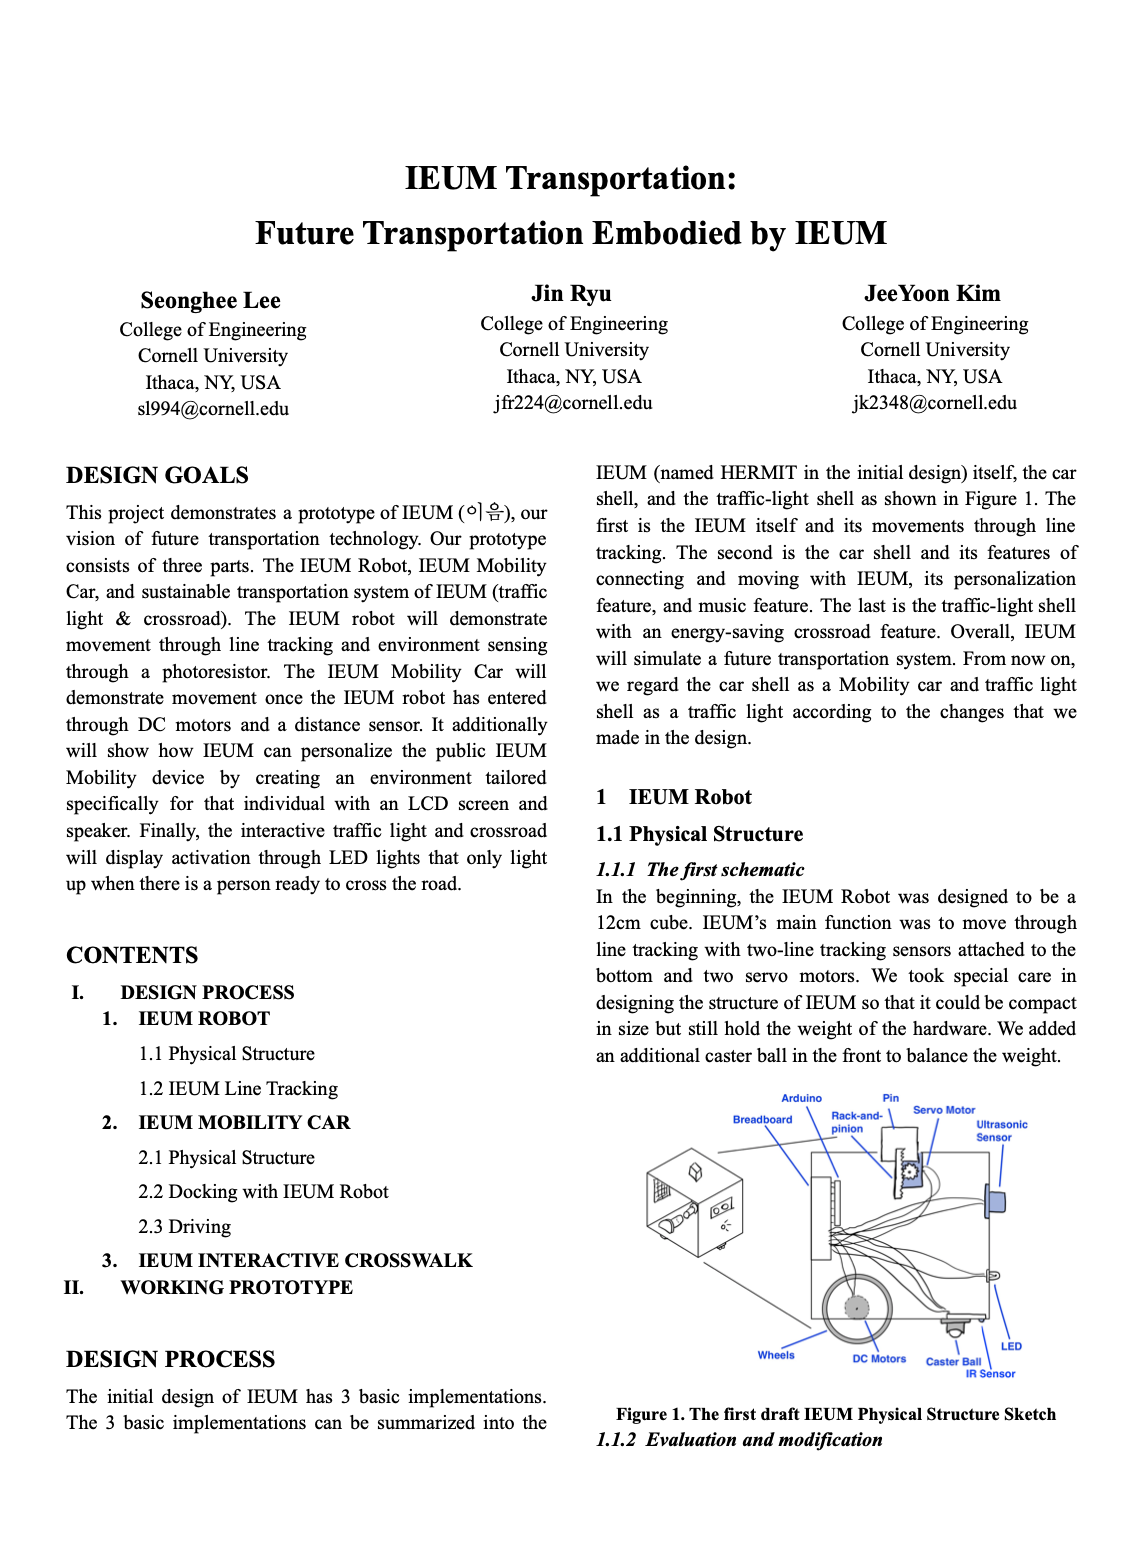 IEUM Transportation:
Future Transportation Embodied by IEUM
Seonghee Lee
College of Engineering
Cornell University
Ithaca, NY, USA
sl994@cornell.edu
Jin Ryu
College of Engineering
Cornell University
Ithaca, NY, USA
jfr224@cornell.edu
JeeYoon Kim
College of Engineering
Cornell University
Ithaca, NY, USA
jk2348@cornell.edu
DESIGN GOALS
This project demonstrates a prototype of IEUM (이음), our
vision of future transportation technology. Our prototype
consists of three parts. The IEUM Robot, IEUM Mobility
Car, and sustainable transportation system of IEUM (traffic
light & crossroad). The IEUM robot will demonstrate
movement through line tracking and environment sensing
through a photoresistor. The IEUM Mobility Car will
demonstrate movement once the IEUM robot has entered
through DC motors and a distance sensor. It additionally
will show how IEUM can personalize the public IEUM
Mobility device by creating an environment tailored
specifically for that individual with an LCD screen and
speaker. Finally, the interactive traffic light and crossroad
will display activation through LED lights that only light
up when there is a person ready to cross the road.
CONTENTS
I. DESIGN PROCESS
1. IEUM ROBOT
1.1 Physical Structure
1.2 IEUM Line Tracking
2. IEUM MOBILITY CAR
2.1 Physical Structure
2.2 Docking with IEUM Robot
2.3 Driving
3. IEUM INTERACTIVE CROSSWALK
II. WORKING PROTOTYPE
DESIGN PROCESS
The initial design of IEUM has 3 basic implementations.
The 3 basic implementations can be summarized into the
IEUM (named HERMIT in the initial design) itself, the car
shell, and the traffic-light shell as shown in Figure 1. The
first is the IEUM itself and its movements through line
tracking. The second is the car shell and its features of
connecting and moving with IEUM, its personalization
feature, and music feature. The last is the traffic-light shell
with an energy-saving crossroad feature. Overall, IEUM
will simulate a future transportation system. From now on,
we regard the car shell as a Mobility car and traffic light
shell as a traffic light according to the changes that we
made in the design.
1 IEUM Robot
1.1 Physical Structure
1.1.1 The first schematic
In the beginning, the IEUM Robot was designed to be a
12cm cube. IEUM’s main function was to move through
line tracking with two-line tracking sensors attached to the
bottom and two servo motors. We took special care in
designing the structure of IEUM so that it could be compact
in size but still hold the weight of the hardware. We added
an additional caster ball in the front to balance the weight.
Arduino
Pin
Breadboard
Rack-and-
pinion
Servo Motor
Ultrasonic
Sensor
Wheels
DC Motors
Caster Ball
LED
IR Sensor
Figure 1. The first draft IEUM Physical Structure Sketch
1.1.2 Evaluation and modification